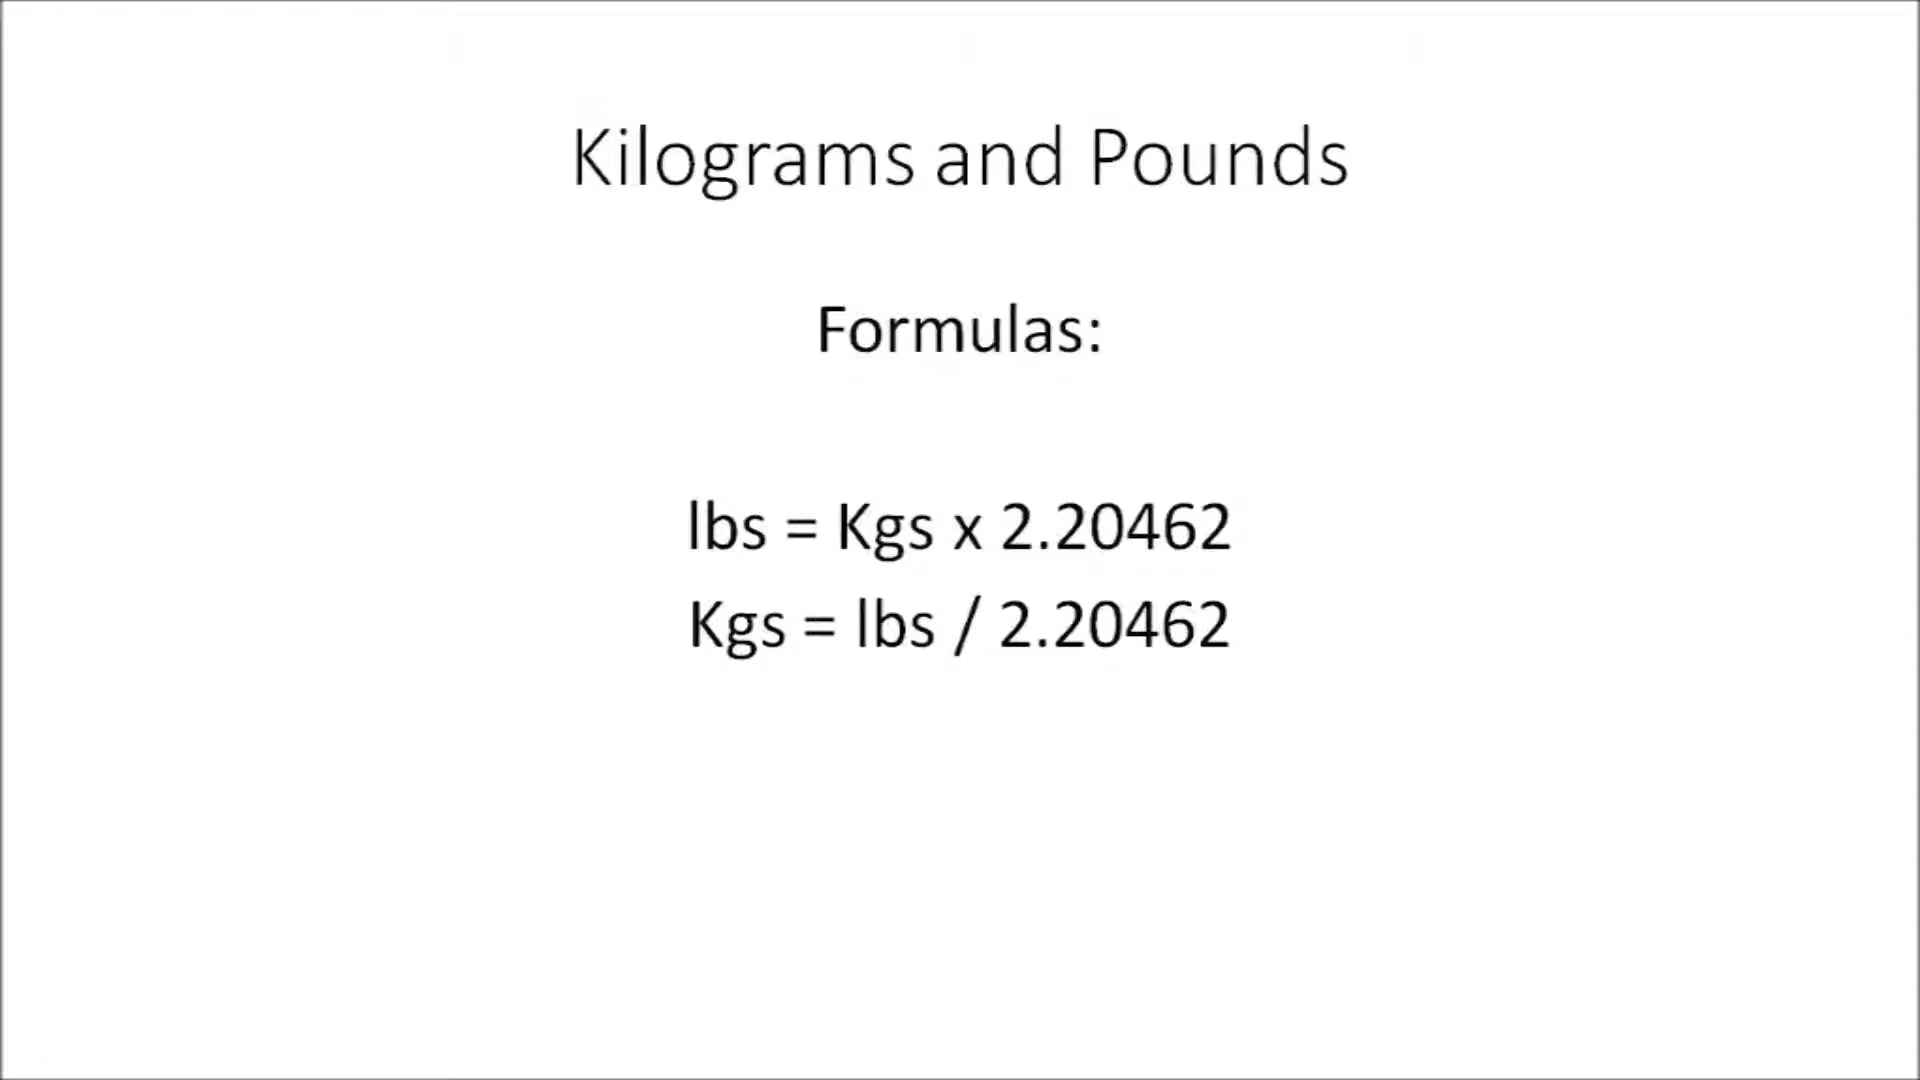 Kilograms and Pounds
Formulas:
lbs = Kgs x 2.20462
Kgs = lbs / 2.20462